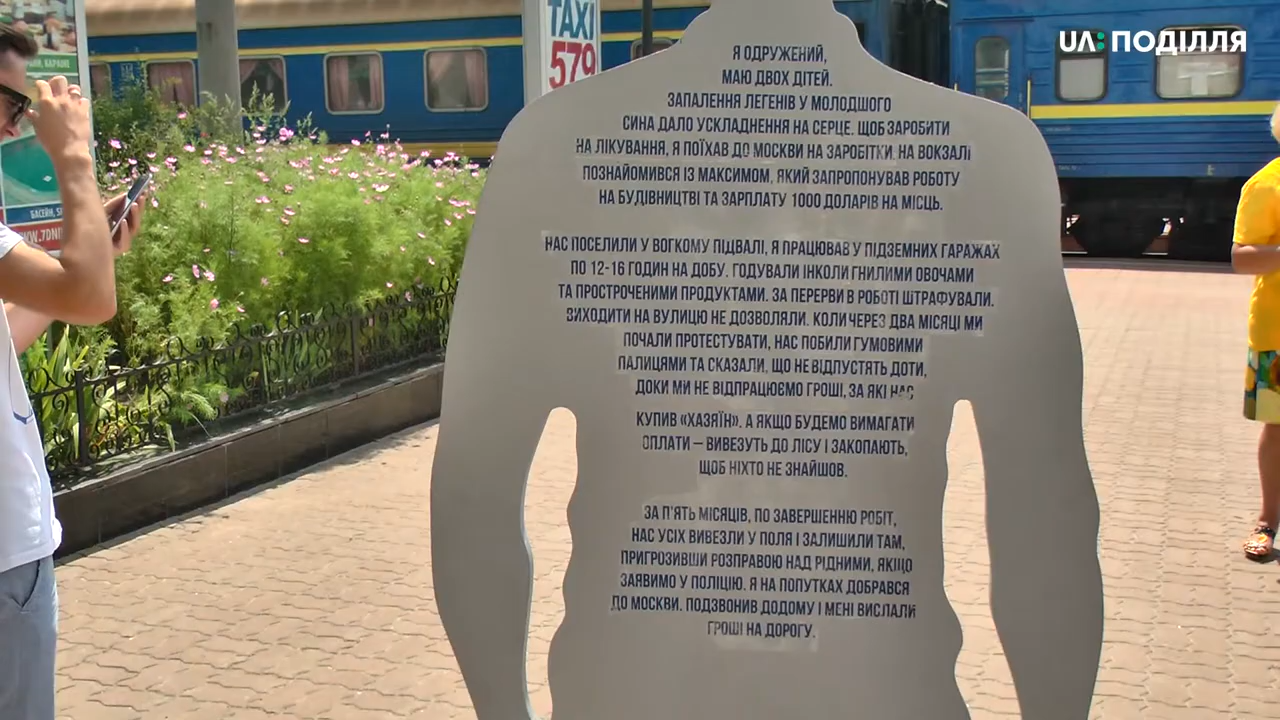 UA: ПОДІЛЛЯ
TAXI
579
КАРАНЕ
БАСЕЙН, SP
WWW.7DNI
Я ОДРУЖЕНИЙ,
МАЮ ДВОХ ДІТЕЙ.
ЗАПАЛЕННЯ ЛЕГЕНІВ У МОЛОДШОГО
СИНА ДАЛО УСКЛАДНЕННЯ НА СЕРЦЕ. ЩОБ ЗАРОБИТИ
НА ЛІКУВАННЯ, Я ПОЇХАВ ДО МОСКВИ НА ЗАРОБІТКИ. НА ВОКЗАЛІ
ПОЗНАЙОМИВСЯ ІЗ МАКСИМОМ, ЯКИЙ ЗАПРОПОНУВАВ РОБОТУ
НА БУДІВНИЦТВІ ТА ЗАРПЛАТУ 1000 ДОЛАРІВ НА МІСЯЦЬ.
НАС ПОСЕЛИЛИ У ВОГКОМУ ПІДВАЛІ, Я ПРАЦЮВАВ У ПІДЗЕМНИХ ГАРАЖАХ
ПО 12-16 ГОДИН НА ДОБУ. ГОДУВАЛИ ІНКОЛИ ГНИЛИМИ ОВОЧАМИ
ТА ПРОСТРОЧЕНИМИ ПРОДУКТАМИ. ЗА ПЕРЕРВИ В РОБОТІ ШТРАФУВАЛИ.
ВИХОДИТИ НА ВУЛИЦЮ НЕ ДОЗВОЛЯЛИ. КОЛИ ЧЕРЕЗ ДВА МІСЯЦІ МИ
ПОЧАЛИ ПРОТЕСТУВАТИ, НАС ПОБИЛИ ГУМОВИМИ
ПАЛИЦЯМИ ТА СКАЗАЛИ, ЩО НЕ ВІДПУСТЯТЬ ДОТИ,
ДОКИ МИ НЕ ВІДПРАЦЮЄМО ГРОШІ, ЗА ЯКІ НАС
КУПИВ «ХАЗЯЇН». А ЯКЩО БУДЕМО ВИМАГАТИ
ОПЛАТИ – ВИВЕЗУТЬ ДО ЛІСУ І ЗАКОПАЮТЬ,
ЩОБ НІХТО НЕ ЗНАЙШОВ.
ЗА П'ЯТЬ МІСЯЦІВ, ПО ЗАВЕРШЕННЮ РОБІТ,
НАС УСІХ ВИВЕЗЛИ У ПОЛЯ І ЗАЛИШИЛИ ТАМ,
ПРИГРОЗИВШИ РОЗПРАВОЮ НАД РІДНИМИ, ЯКЩО
ЗАЯВИМО У ПОЛІЦІЮ. Я НА ПОПУТКАХ ДОБРАВСЯ
ДО МОСКВИ. ПОДЗВОНИВ ДОДОМУ І МЕНІ ВИСЛАЛИ
ГРОШІ НА ДОРОГУ.